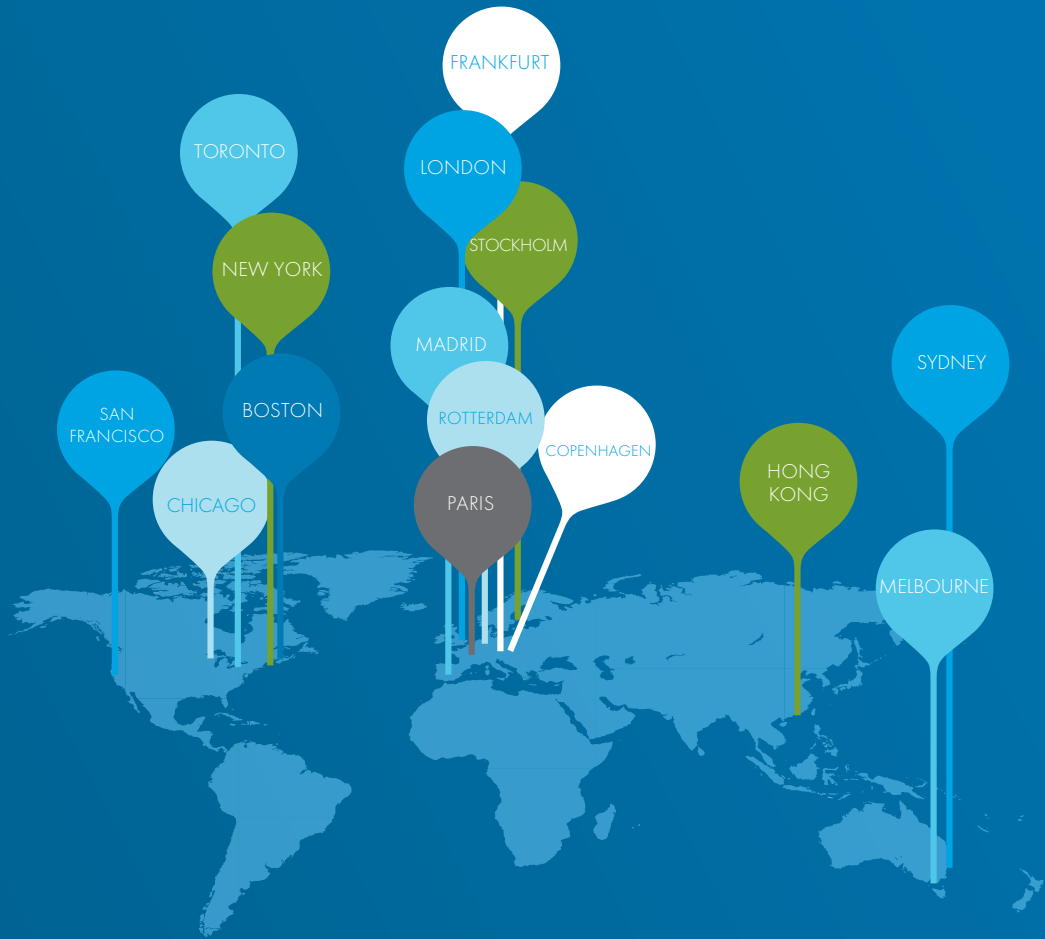 FRANKFURT
TORONTO
LONDON
STOCKHOLM
NEW YORK
MADRID
SYDNEY
BOSTON
SAN
FRANCISCO
ROTTERDAM
COPENHAGEN
HONG
KONG
CHICAGO
PARIS
MELBOURNE